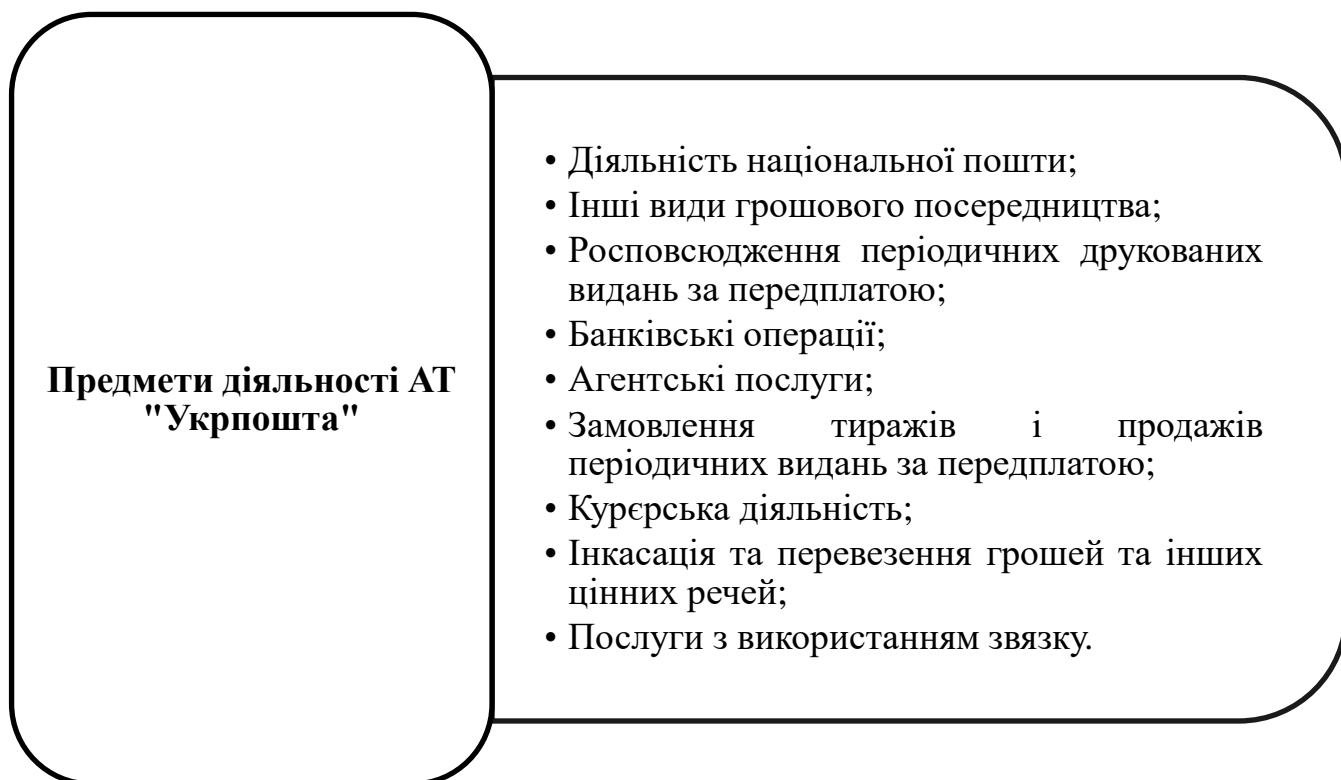 Предмети діяльності АТ
"Укрпошта"
• Діяльність національної пошти;
• Інші види грошового посередництва;
• Росповсюдження періодичних друкованих
видань за передплатою;
• Банківські операції;
• Агентські послуги;
• Замовлення тиражів і продажів
періодичних видань за передплатою;
• Курєрська діяльність;
• Інкасація та перевезення грошей та інших
цінних речей;
• Послуги з використанням звязку.